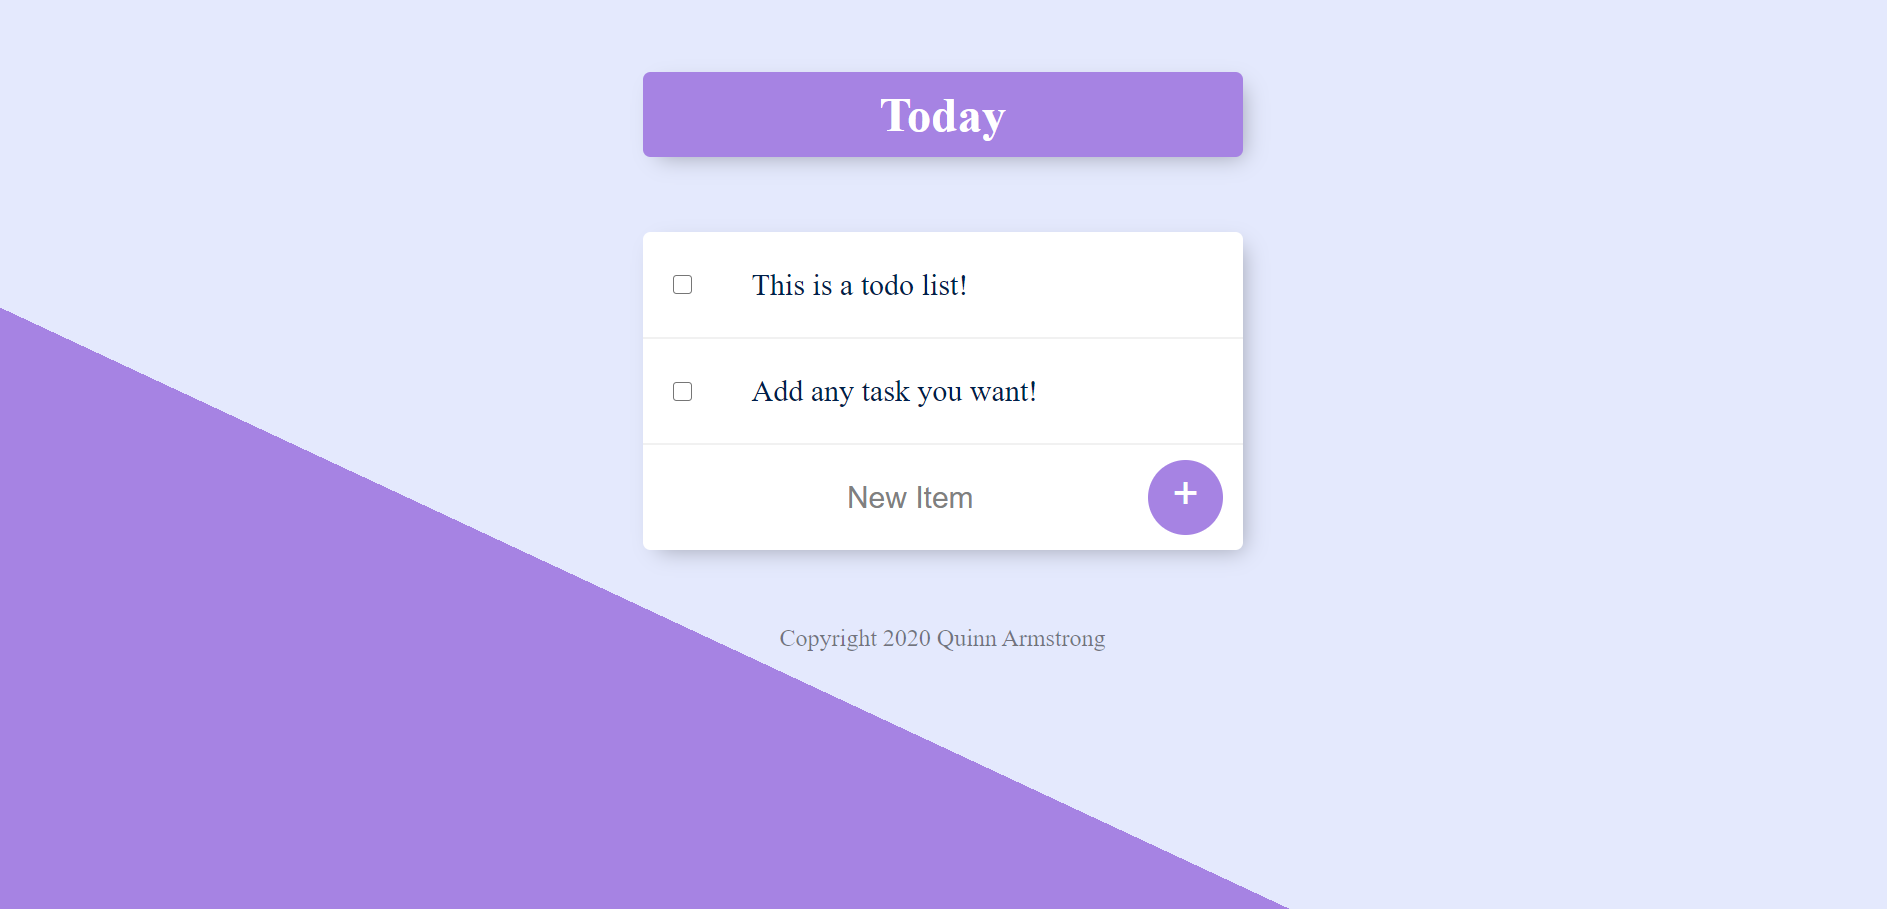 Today
This is a todo list!
Add any task you want!
New Item
+
Copyright 2020 Quinn Armstrong